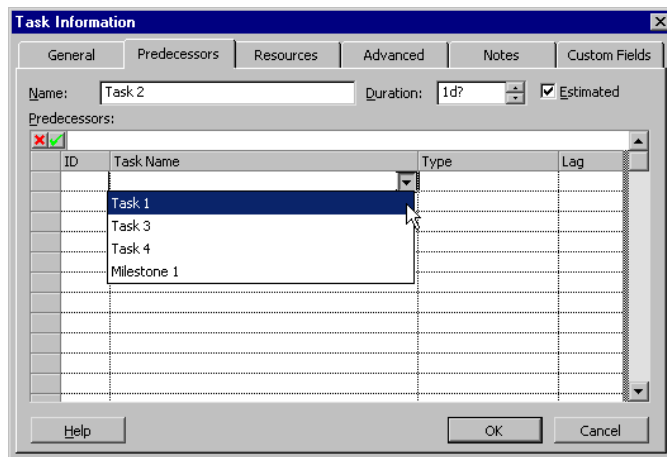 Task Information
General Predecessors Resources Advanced Notes Custom Fields
Name: Task 2 Duration: 1d? Estimated
Predecessors:
ID Task Name Type Lag
Task 1
Task 3
Task 4
Milestone 1
Help OK Cancel